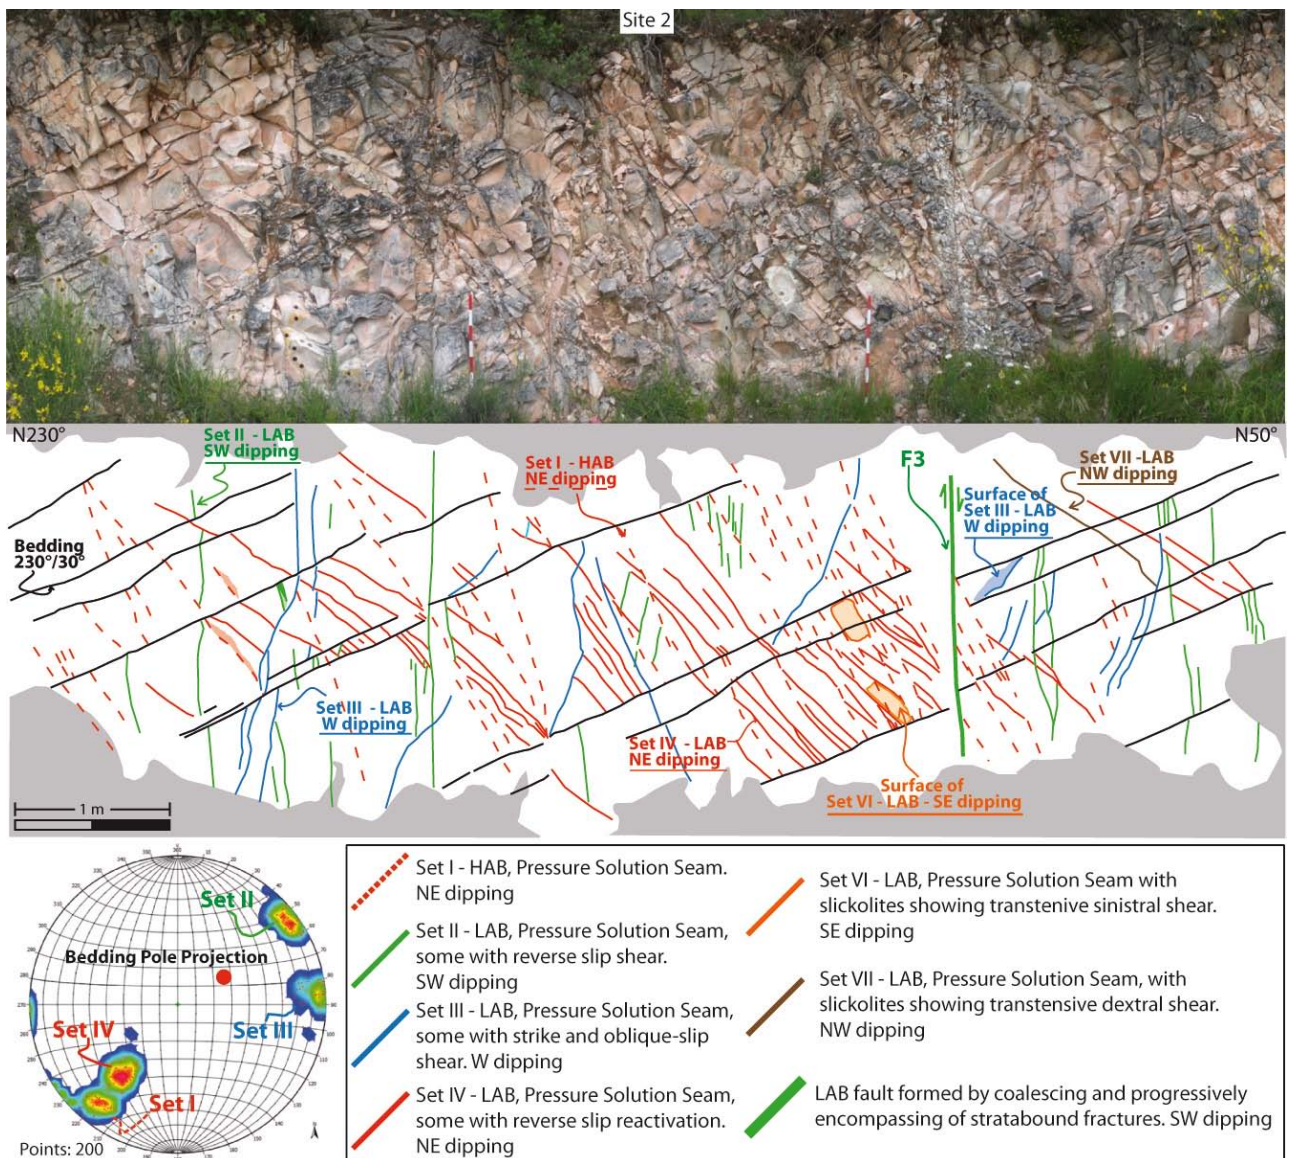 Site 2
N230°
N50°
Set II - LAB
SW dipping
Set I - HAB
NE dipping
F3
Set VII -LAB
NW dipping
Surface of
Set III - LAB
W dipping
Bedding
230°/30°
Set III - LAB
W dipping
Set IV - LAB
NE dipping
Surface of
Set VI - LAB - SE dipping
1 m
Set II
Bedding Pole Projection
Set III
Set IV
Set I
N
Points: 200
Set I - HAB, Pressure Solution Seam.
NE dipping
Set II - LAB, Pressure Solution Seam,
some with reverse slip shear.
SW dipping
Set III - LAB, Pressure Solution Seam,
some with strike and oblique-slip
shear. W dipping
Set IV - LAB, Pressure Solution Seam,
some with reverse slip reactivation.
NE dipping
Set VI - LAB, Pressure Solution Seam with
slickolites showing transtenive sinistral shear.
SE dipping
Set VII - LAB, Pressure Solution Seam, with
slickolites showing transtensive dextral shear.
NW dipping
LAB fault formed by coalescing and progressively
encompassing of stratabound fractures. SW dipping